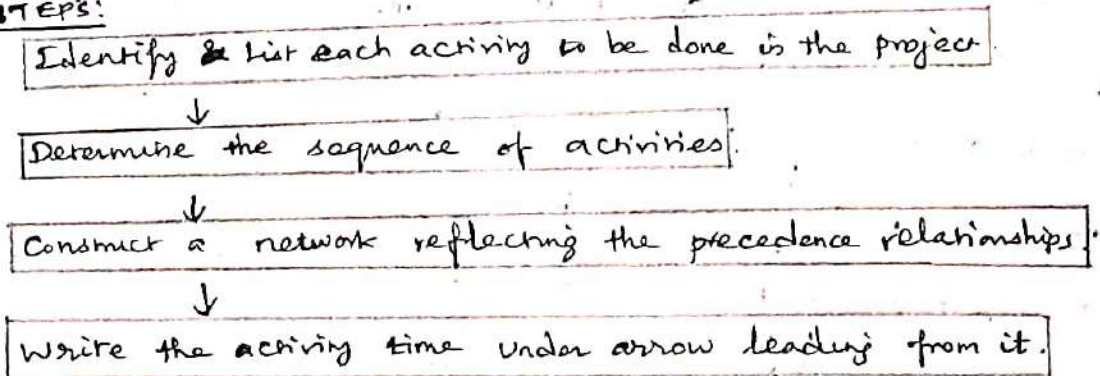 STEPS:
Identify & List each activity to be done in the project.
↓
Determine the sequence of activities.
↓
Construct a network reflecting the precedence relationships.
↓
Write the activity time under arrow leading from it.